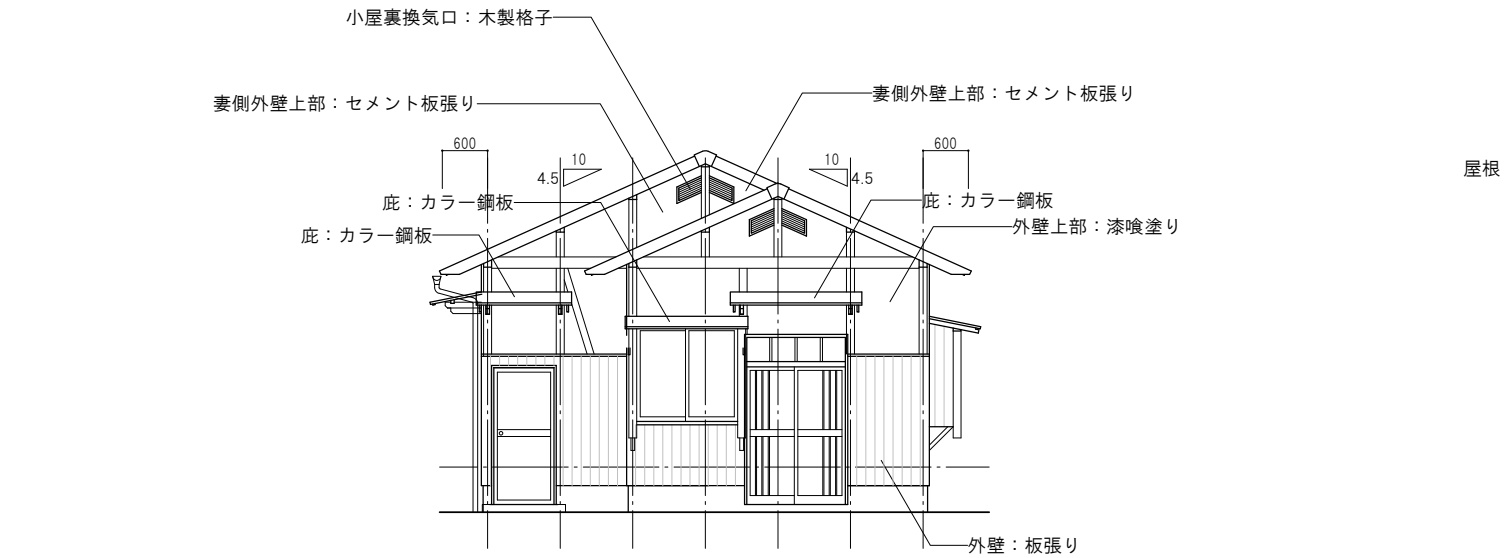 小屋裏換気口：木製格子
妻側外壁上部：セメント板張り
妻側外壁上部：セメント板張り
600
10
4.5
10
4.5
600
屋根
庇：カラー鋼板
庇：カラー鋼板
庇：カラー鋼板
外壁上部：漆喰塗り
外壁：板張り